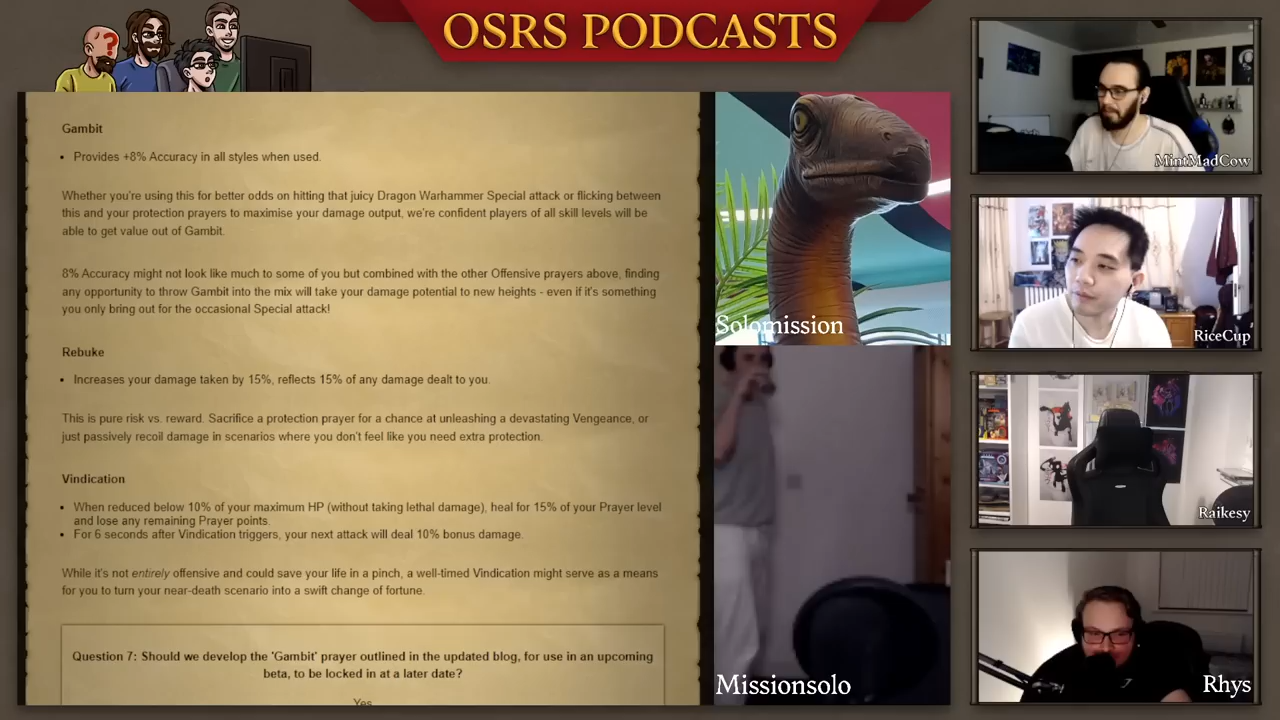 OSRS PODCASTS
Gambit
• Provides +8% Accuracy in all styles when used.
Whether you're using this for better odds on hitting that juicy Dragon Warhammer Special attack or flicking between
this and your protection prayers to maximise your damage output, we're confident players of all skill levels will be
able to get value out of Gambit.
8% Accuracy might not look like much to some of you but combined with the other Offensive prayers above, finding
any opportunity to throw Gambit into the mix will take your damage potential to new heights - even if it's something
you only bring out for the occasional Special attack!
Rebuke
• Increases your damage taken by 15%, reflects 15% of any damage dealt to you.
This is pure risk vs. reward. Sacrifice a protection prayer for a chance at unleashing a devastating Vengeance, or
just passively recoil damage in scenarios where you don't feel like you need extra protection.
Vindication
• When reduced below 10% of your maximum HP (without taking lethal damage), heal for 15% of your Prayer level
and lose any remaining Prayer points.
• For 6 seconds after Vindication triggers, your next attack will deal 10% bonus damage.
While it's not entirely offensive and could save your life in a pinch, a well-timed Vindication might serve as a means
for you to turn your near-death scenario into a swift change of fortune.
Question 7: Should we develop the 'Gambit' prayer outlined in the updated blog, for use in an upcoming
beta, to be locked in at a later date?
Yes
Solomission
Missionsolo
MintMadCow
RiceCup
Raikesy
Rhys